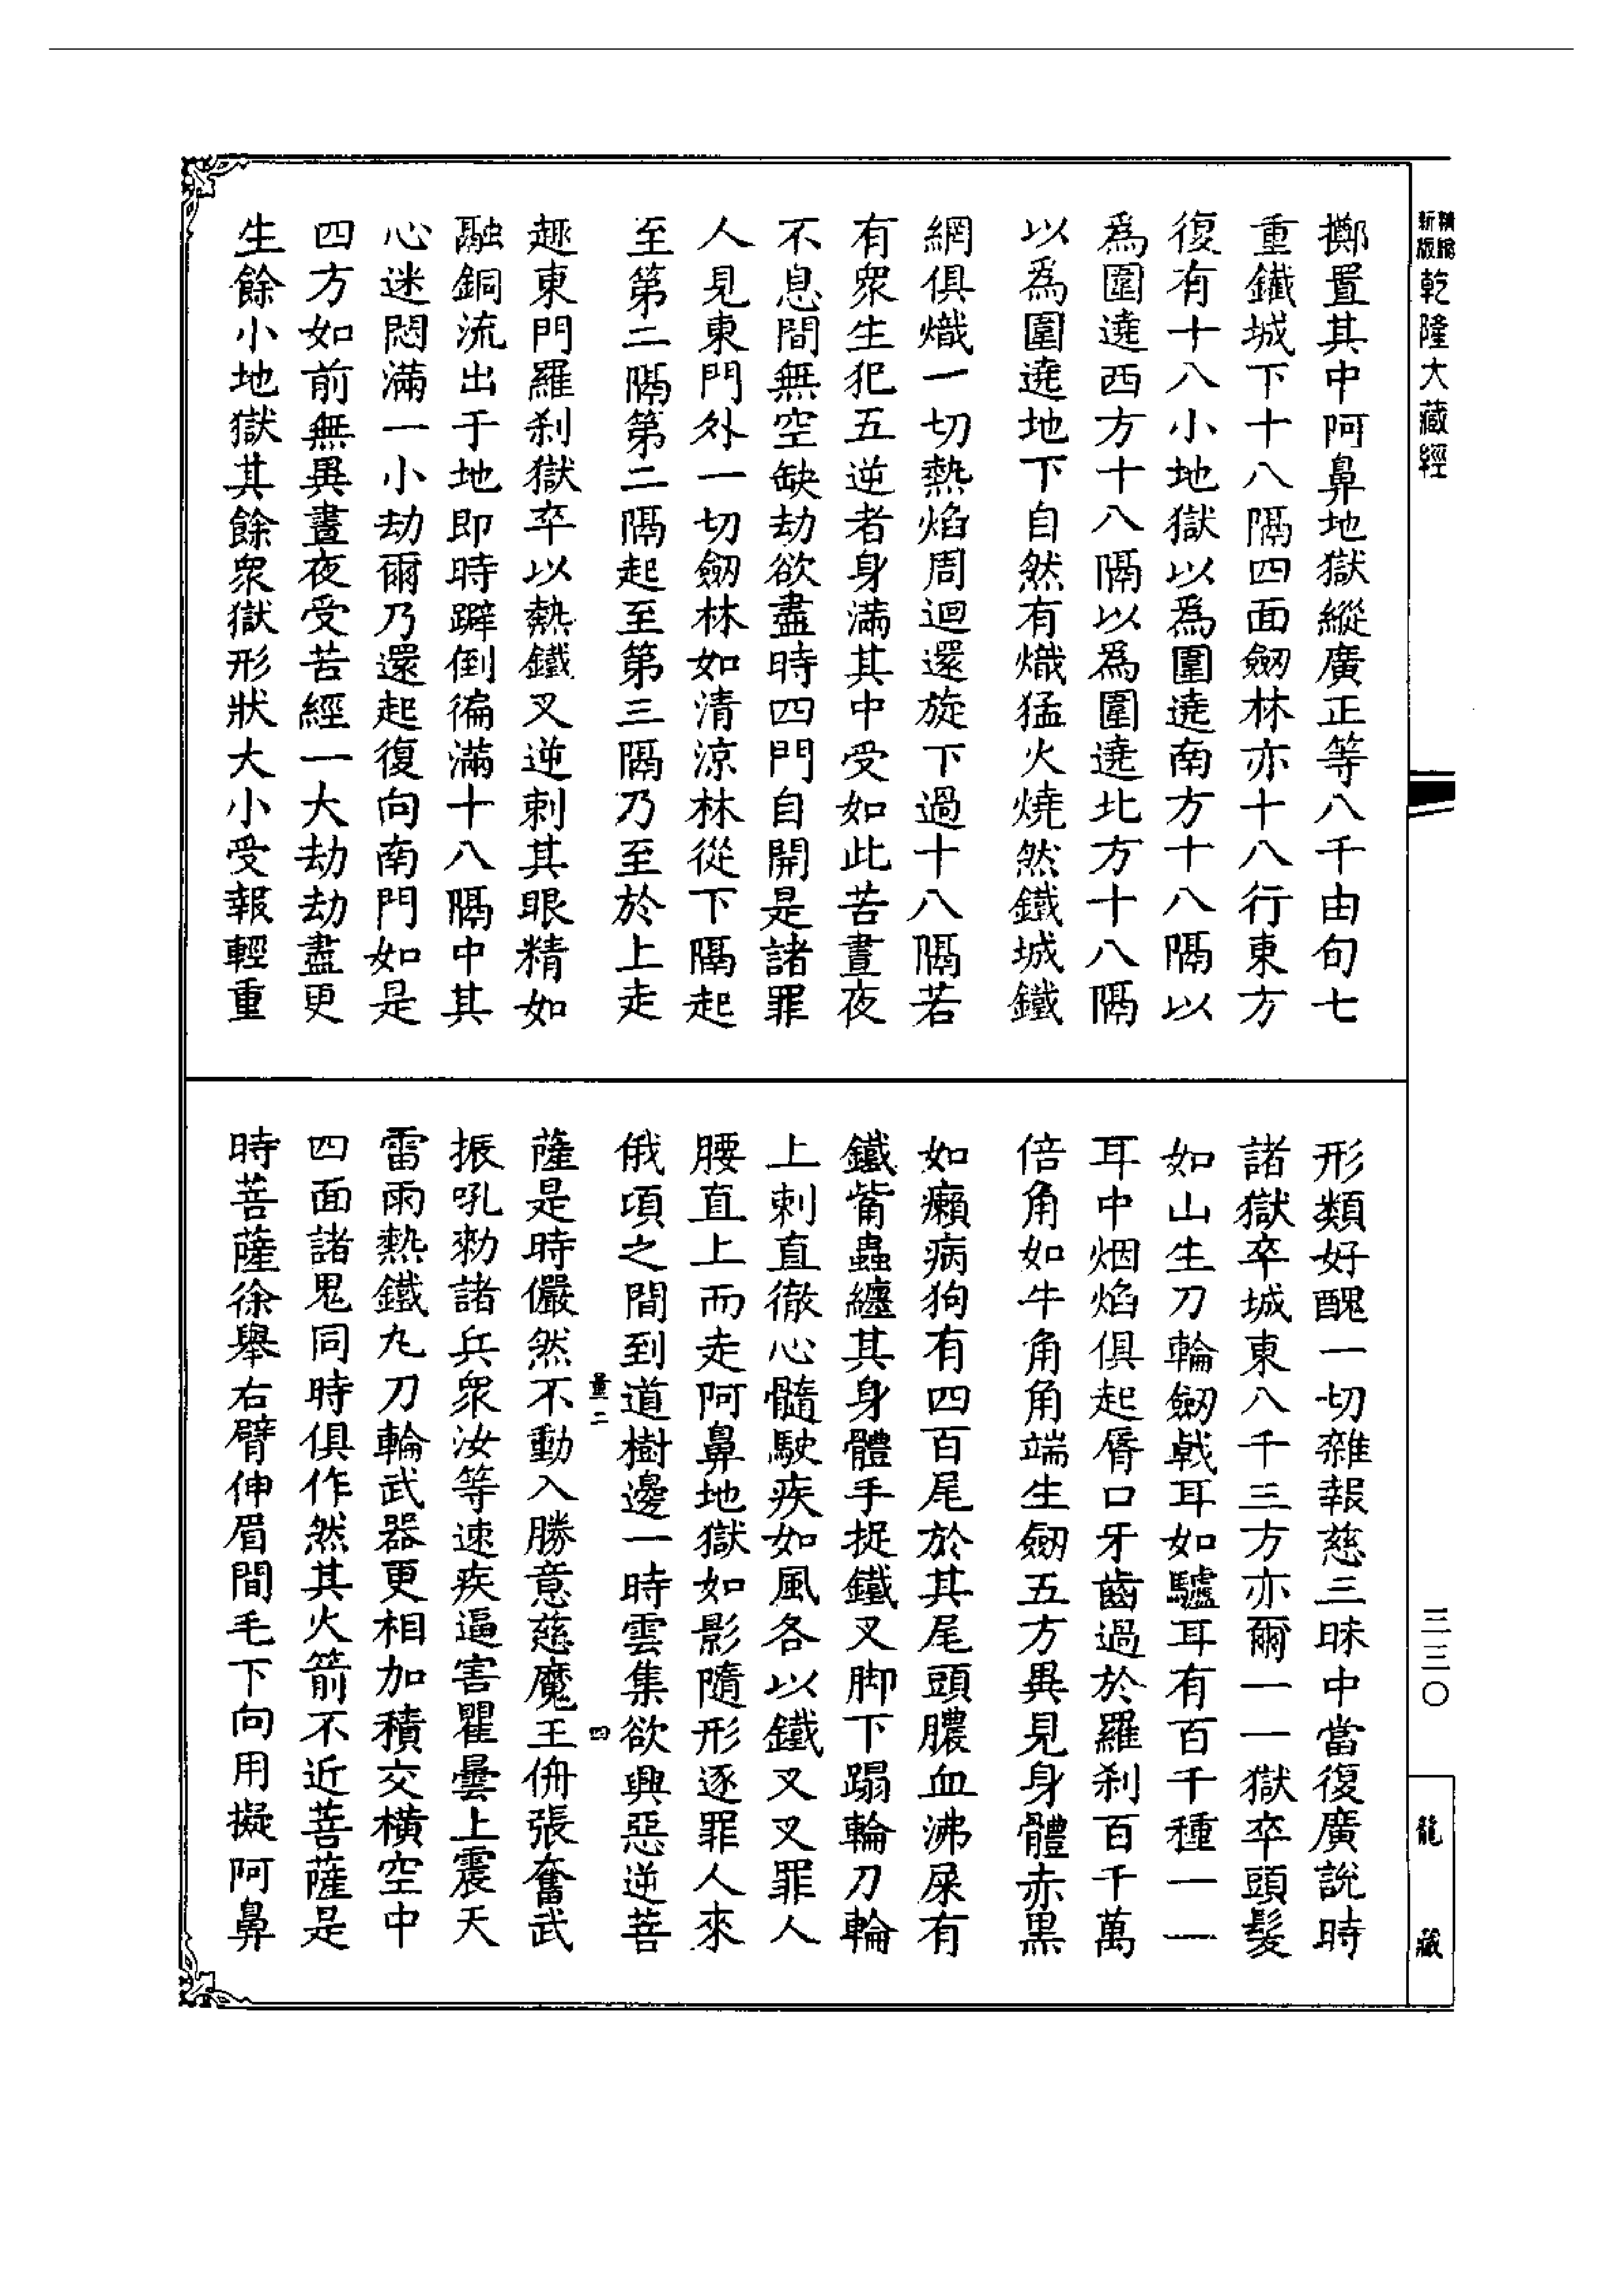 精縮
新版
乾隆大藏經
三三〇
龍藏
擲置其中阿鼻地獄縱廣正等八千由旬七
重鐵城下十八隔四面劒林亦十八行東方
復有十八小地獄以爲圍遶南方十八隔以
爲圍遶西方十八隔以爲圍遶北方十八隔
以爲圍遶地下自然有熾猛火燒然鐵城鐵
網俱熾一切熱焰周迴還旋下過十八隔若
有衆生犯五逆者身滿其中受如此苦晝夜
不息間無空缺劫欲盡時四門自開是諸罪
人見東門外一切劒林如清涼林從下隔起
至第二隔第二隔起至第三隔乃至於上走
趣東門羅刹獄卒以熱鐵叉逆刺其眼精如
融銅流出于地即時躃倒徧滿十八隔中其
心迷悶滿一小劫爾乃還起復向南門如是
四方如前無異晝夜受苦經一大劫劫盡更
生餘小地獄其餘衆獄形狀大小受報輕重
形類好醜一切雜報慈三昧中當復廣說時
諸獄卒城東八千三方亦爾一一獄卒頭髮
如山生刀輪劒戟耳如驢耳有百千種一一
耳中烟焰俱起脣口牙齒過於羅刹百千萬
倍角如牛角角端生劒五方異見身體赤黑
如癩病狗有四百尾於其尾頭膿血沸屎有
鐵觜蟲纏其身體手捉鐵叉脚下蹋輪刀輪
上刺直徹心髓駛疾如風各以鐵叉叉罪人
腰直上而走阿鼻地獄如影隨形逐罪人來
俄頃之間到道樹邊一時雲集欲興惡逆菩
量二 四
薩是時儼然不動入勝意慈魔王侜張奮武
振吼勑諸兵衆汝等速疾逼害瞿曇上震天
雷雨熱鐵丸刀輪武器更相加積交橫空中
四面諸鬼同時俱作然其火箭不近菩薩是
時菩薩徐舉右臂伸眉間毛下向用擬阿鼻